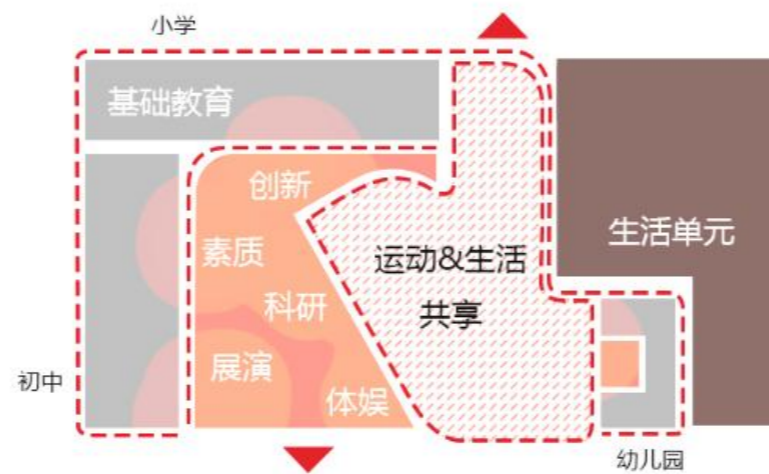 小学
基础教育
创新
素质
生活单元
运动&生活
共享
科研
展演
体娱
初中
幼儿园